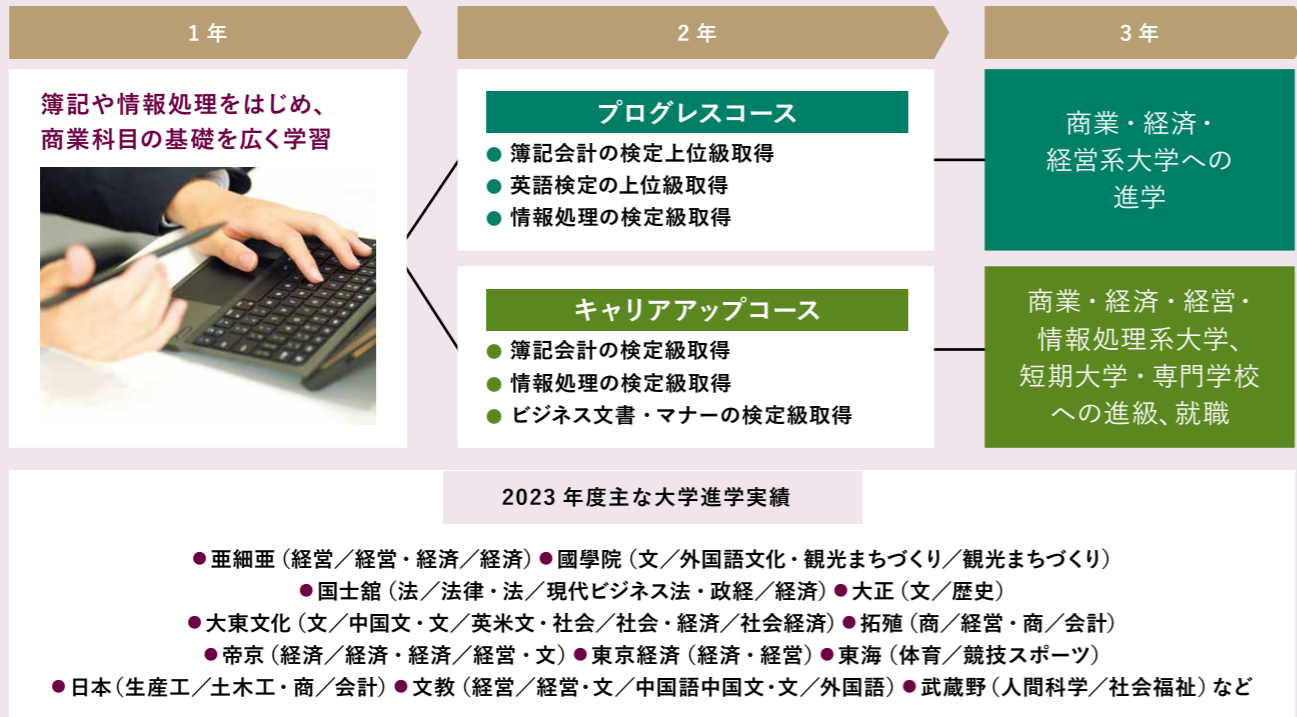 1年
2年
3年
簿記や情報処理をはじめ、
商業科目の基礎を広く学習
プログレスコース
● 簿記会計の検定上位級取得
● 英語検定の上位級取得
● 情報処理の検定級取得
商業・経済・
経営系大学への
進学
キャリアアップコース
● 簿記会計の検定級取得
● 情報処理の検定級取得
● ビジネス文書・マナーの検定級取得
商業・経済・経営・
情報処理系大学、
短期大学・専門学校
への進級、就職
2023年度主な大学進学実績
●亜細亜（経営／経営・経済／経済）●國學院（文／外国語文化・観光まちづくり／観光まちづくり）
●国士舘（法／法律・法／現代ビジネス法・政経／経済）●大正（文／歴史）
●大東文化（文／中国文・文／英米文・社会／社会・経済／社会経済）●拓殖（商／経営・商／会計）
●帝京（経済／経済・経済／経営・文）●東京経済（経済・経営）●東海（体育／競技スポーツ）
●日本（生産工／土木工・商／会計）●文教（経営／経営・文／中国語中国文・文／外国語）●武蔵野（人間科学／社会福祉）など